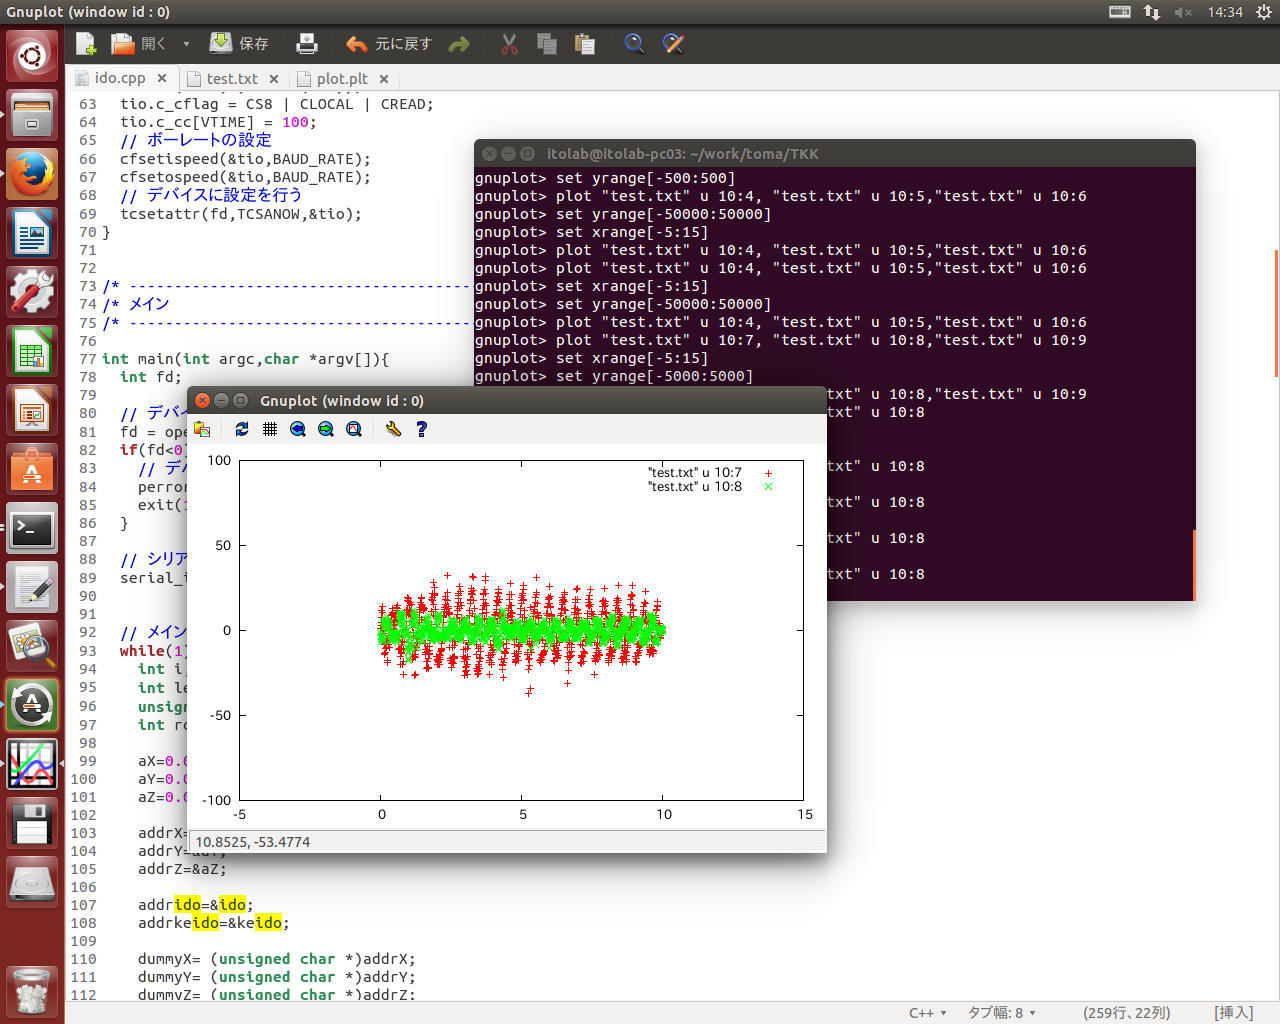 Gnuplot (window id : 0)
14:34
開く
保存
元に戻す
ido.cpp
test.txt
plot.plt
63 tio.c_cflag = CS8 | CLOCAL | CREAD;
64 tio.c_cc[VTIME] = 100;
65 // ボーレートの設定
66 cfsetispeed(&tio,BAUD_RATE);
67 cfsetospeed(&tio,BAUD_RATE);
68 // デバイスに設定を行う
69 tcsetattr(fd,TCSANOW,&tio);
70 }
71
72
73 /* --------------------------------------
74 /* メイン
75 /* --------------------------------------
76
77 int main(int argc,char *argv[]){
78 int fd;
79
80 // デバイ
81 fd = ope
82 if(fd<0)
83 // デ
84 perror
85 exit(1
86 }
87
88 // シリア
89 serial_i
90
91
92 // メイン
93 while(1)
94 int i,
95 int le
96 unsign
97 int rc
98
99 aX=0.0
100 aY=0.0
101 aZ=0.0
102
103 addrX=
104 addrY=&aY;
105 addrZ=&aZ;
106
107 addrido=&ido;
108 addrkeido=&keido;
109
110 dummyX= (unsigned char *)addrX;
111 dummyY= (unsigned char *)addrY;
112 dummyZ= (unsigned char *)addrZ;
itolab@itolab-pc03: ~/work/toma/TKK
gnuplot> set yrange[-500:500]
gnuplot> plot "test.txt" u 10:4, "test.txt" u 10:5,"test.txt" u 10:6
gnuplot> set yrange[-50000:50000]
gnuplot> set xrange[-5:15]
gnuplot> plot "test.txt" u 10:4, "test.txt" u 10:5,"test.txt" u 10:6
gnuplot> plot "test.txt" u 10:4, "test.txt" u 10:5,"test.txt" u 10:6
gnuplot> set xrange[-5:15]
gnuplot> set yrange[-50000:50000]
gnuplot> plot "test.txt" u 10:4, "test.txt" u 10:5,"test.txt" u 10:6
gnuplot> plot "test.txt" u 10:7, "test.txt" u 10:8,"test.txt" u 10:9
gnuplot> set xrange[-5:15]
gnuplot> set yrange[-5000:5000]
xt" u 10:8,"test.txt" u 10:9
xt" u 10:8
xt" u 10:8
xt" u 10:8
xt" u 10:8
xt" u 10:8
Gnuplot (window id : 0)
"test.txt" u 10:7
"test.txt" u 10:8
100
50
0
-50
-100
-5 0 5 10 15
10.8525, -53.4774
C++ タブ幅: 8 (259行、22列) [挿入]